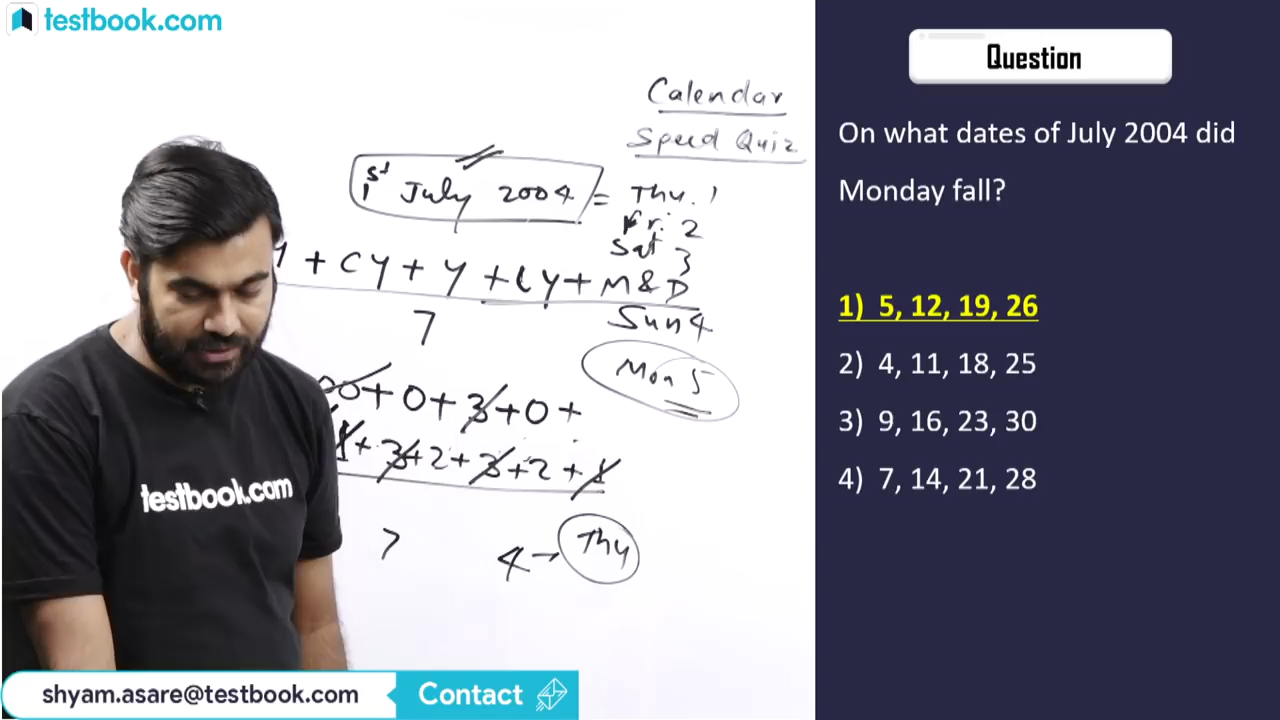 testbook.com
Calendar
Speed Quiz
1st July 2004 = Thu. 1
Fri 2
Sat 3
+ CY + Y + LY + M & D
7
Sun 4
Mon 5
00 + 0 + 3 + 0 +
1 + 3 + 2 + 3 + 2 + 1
7
4 → Thu
testbook.com
shyam.asare@testbook.com
Contact
Question
On what dates of July 2004 did
Monday fall?
1) 5, 12, 19, 26
2) 4, 11, 18, 25
3) 9, 16, 23, 30
4) 7, 14, 21, 28